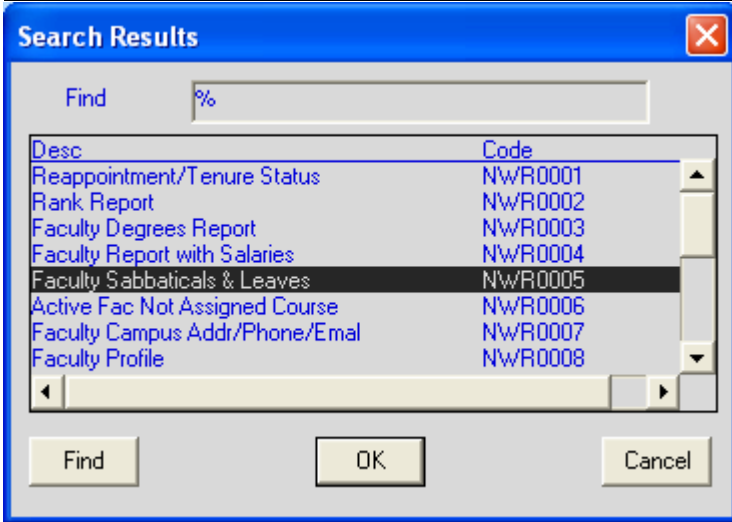 Search Results
Find %
Desc Code
Reappointment/Tenure Status NWR0001
Rank Report NWR0002
Faculty Degrees Report NWR0003
Faculty Report with Salaries NWR0004
Faculty Sabbaticals & Leaves NWR0005
Active Fac Not Assigned Course NWR0006
Faculty Campus Addr/Phone/Emal NWR0007
Faculty Profile NWR0008
Find OK Cancel